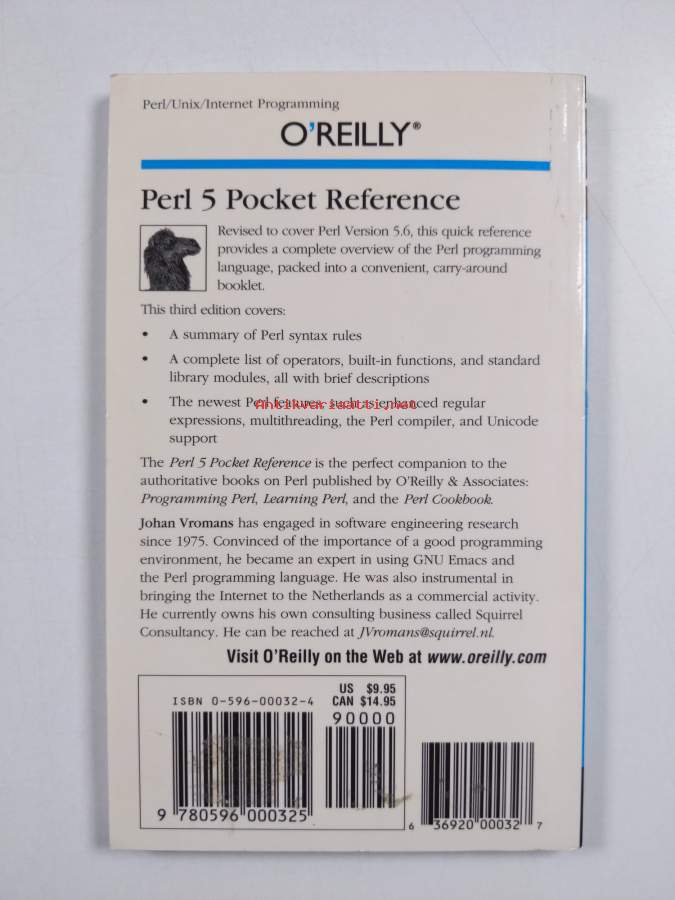 Perl/Unix/Internet Programming
O'REILLY®
Perl 5 Pocket Reference
Revised to cover Perl Version 5.6, this quick reference
provides a complete overview of the Perl programming
language, packed into a convenient, carry-around
booklet.
This third edition covers:
• A summary of Perl syntax rules
• A complete list of operators, built-in functions, and standard
library modules, all with brief descriptions
• The newest Perl features such as enhanced regular
Antikvariaatti.net
expressions, multithreading, the Perl compiler, and Unicode
support
The Perl 5 Pocket Reference is the perfect companion to the
authoritative books on Perl published by O'Reilly & Associates:
Programming Perl, Learning Perl, and the Perl Cookbook.
Johan Vromans has engaged in software engineering research
since 1975. Convinced of the importance of a good programming
environment, he became an expert in using GNU Emacs and
the Perl programming language. He was also instrumental in
bringing the Internet to the Netherlands as a commercial activity.
He currently owns his own consulting business called Squirrel
Consultancy. He can be reached at JVromans@squirrel.nl.
Visit O'Reilly on the Web at www.oreilly.com
US $9.95
CAN $14.95
ISBN 0-596-00032-4
90000
9 780596 000325
6 36920 00032 7